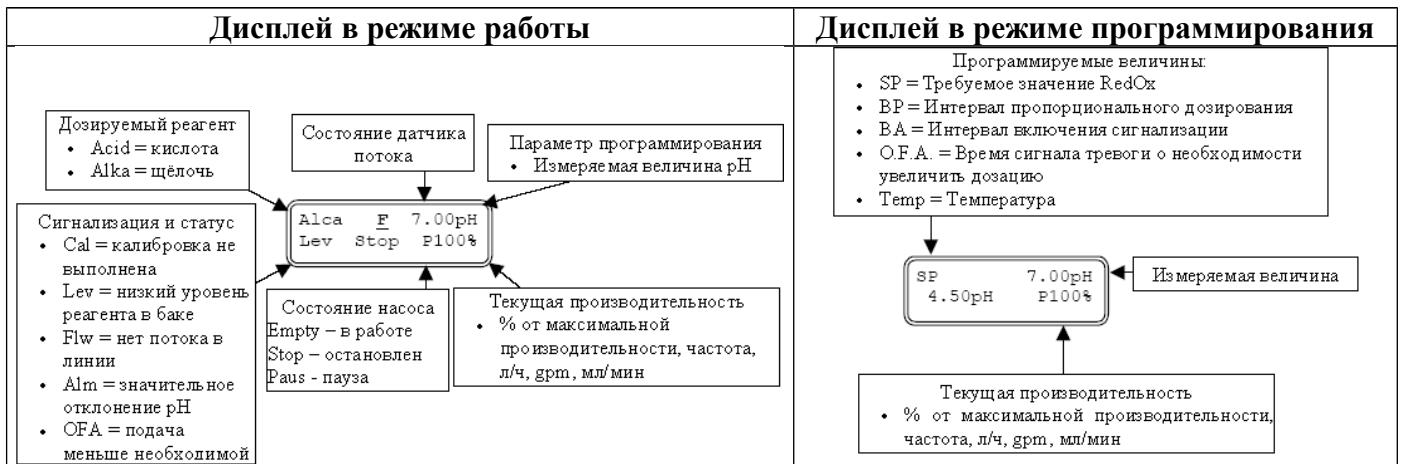 Дисплей в режиме работы
Дозируемый реагент
• Acid = кислота
• Alka = щёлочь
Состояние датчика
потока
Параметр программирования
• Измеряемая величина pH
Alca F 7.00pH
Lev Stop P100%
Сигнализация и статус
• Cal = калибровка не
выполнена
• Lev = низкий уровень
реагента в баке
• Flw = нет потока в
линии
• Alm = значительное
отклонение pH
• OFA = подача
меньше необходимой
Состояние насоса
Empty – в работе
Stop – остановлен
Paus - пауза
Текущая производительность
• % от максимальной
производительности, частота,
л/ч, gpm, мл/мин
Дисплей в режиме программирования
Программируемые величины:
• SP = Требуемое значение RedOx
• BP = Интервал пропорционального дозирования
• BA = Интервал включения сигнализации
• O.F.A. = Время сигнала тревоги о необходимости
увеличить дозацию
• Temp = Температура
SP 7.00pH
4.50pH P100%
Измеряемая величина
Текущая производительность
• % от максимальной производительности,
частота, л/ч, gpm, мл/мин